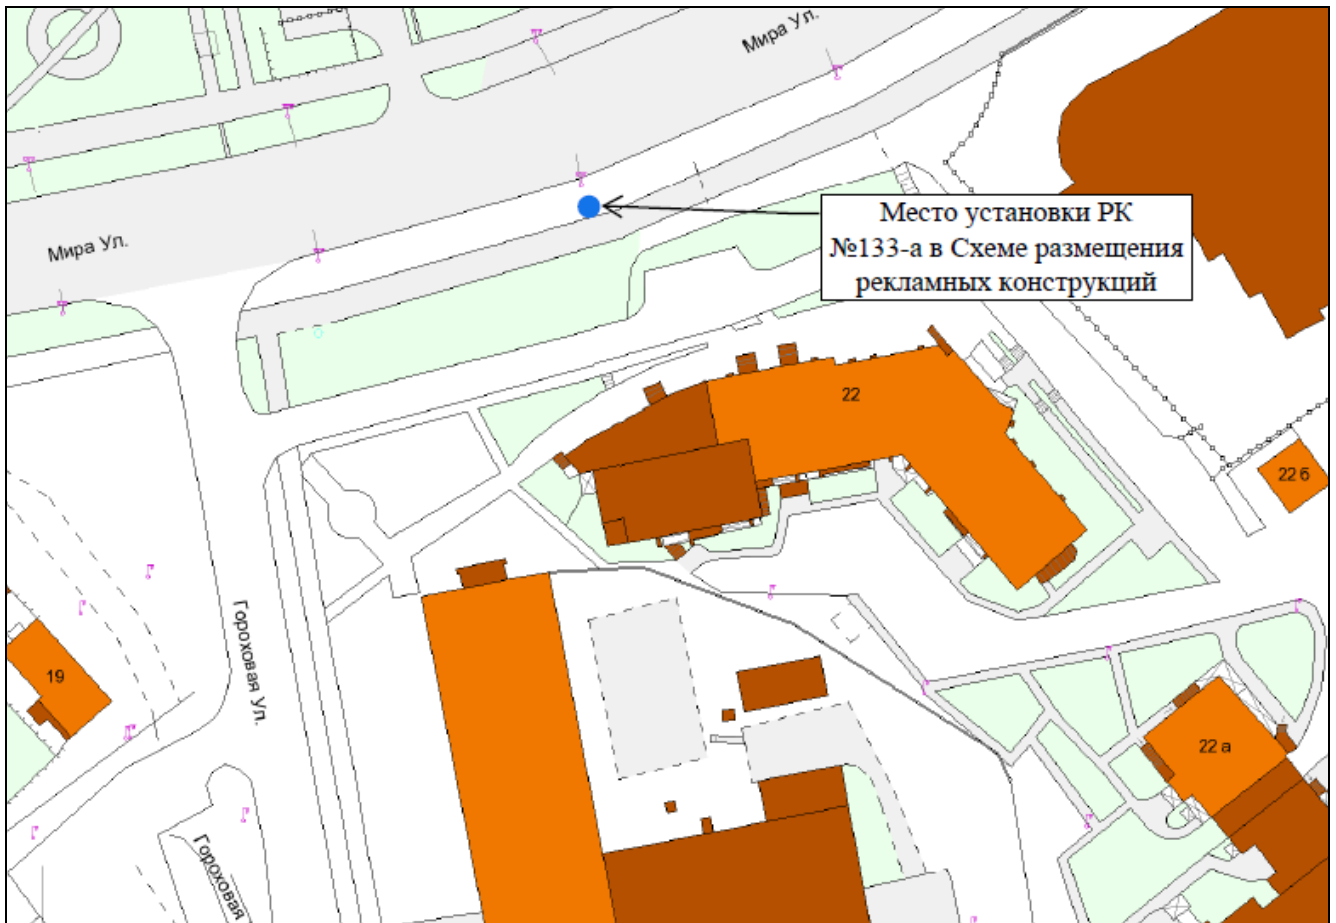 Мира Ул.
Мира Ул.
Место установки РК
№133-а в Схеме размещения
рекламных конструкций
22
22 б
19
Гороховая Ул.
22 а
Гороховая